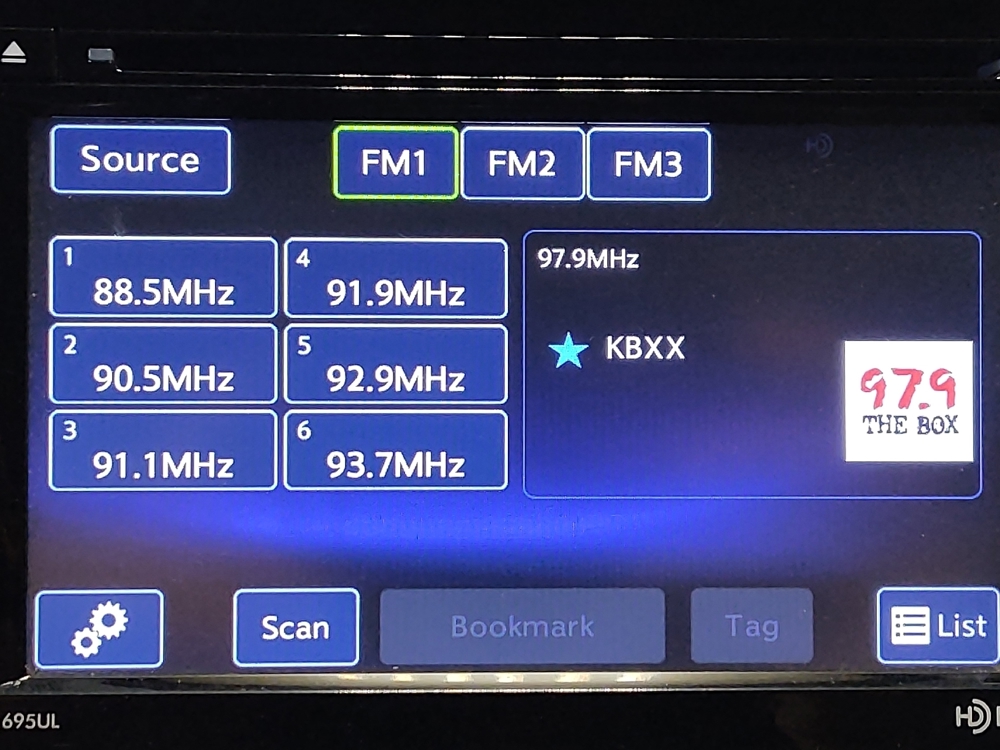 Source
FM1 FM2 FM3
1
88.5MHz
4
91.9MHz
2
90.5MHz
5
92.9MHz
3
91.1MHz
6
93.7MHz
97.9MHz
KBXX
97.9
THE BOX
Scan
Bookmark
Tag
List
695UL
HD